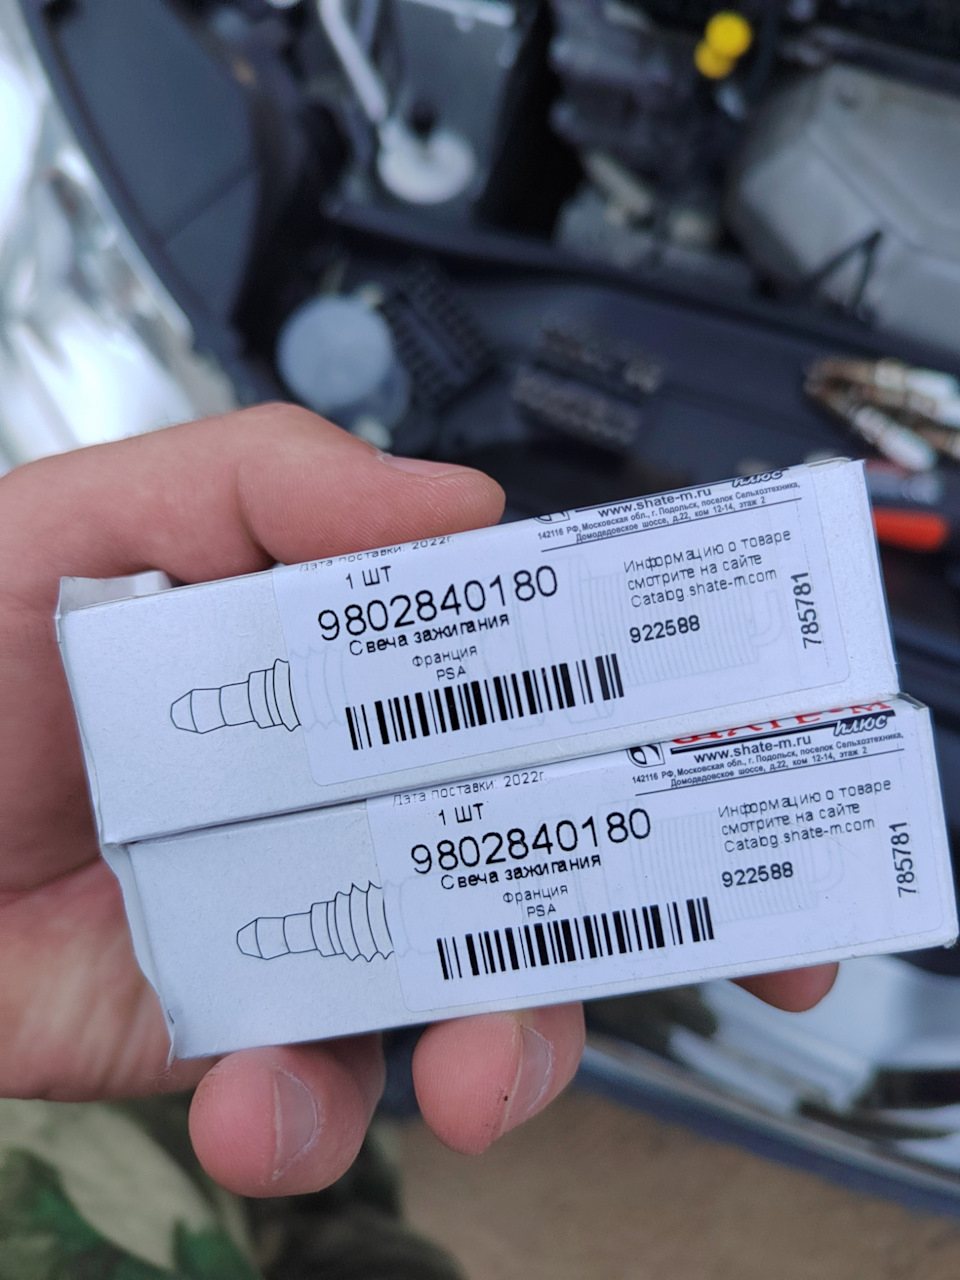 плюс
www.shate-m.ru
142116 РФ, Московская обл., г. Подольск, поселок Сельхозтехника,
Домодедовское шоссе, д.22, ком 12-14, этаж 2
Дата поставки: 2022г.
1 ШТ
9802840180
Свеча зажигания
Франция
PSA
Информацию о товаре
смотрите на сайте
Catalog.shate-m.com
922588
785781
ШАТЕ-М
плюс
www.shate-m.ru
142116 РФ, Московская обл., г. Подольск, поселок Сельхозтехника,
Домодедовское шоссе, д.22, ком 12-14, этаж 2
Дата поставки: 2022г.
1 ШТ
9802840180
Свеча зажигания
Франция
PSA
Информацию о товаре
смотрите на сайте
Catalog.shate-m.com
922588
785781